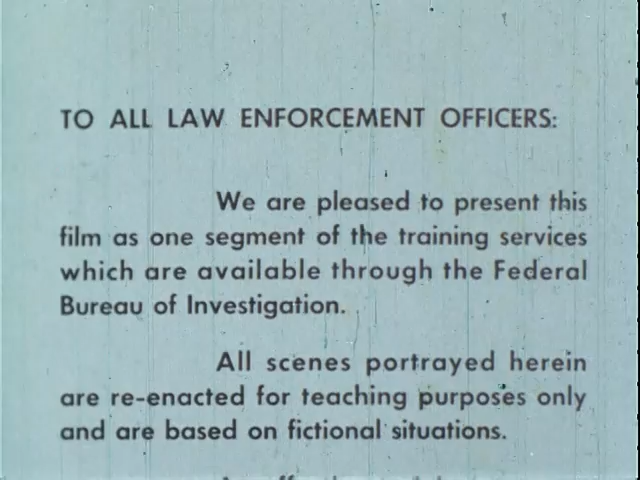 TO ALL LAW ENFORCEMENT OFFICERS:
We are pleased to present this
film as one segment of the training services
which are available through the Federal
Bureau of Investigation.
All scenes portrayed herein
are re-enacted for teaching purposes only
and are based on fictional situations.